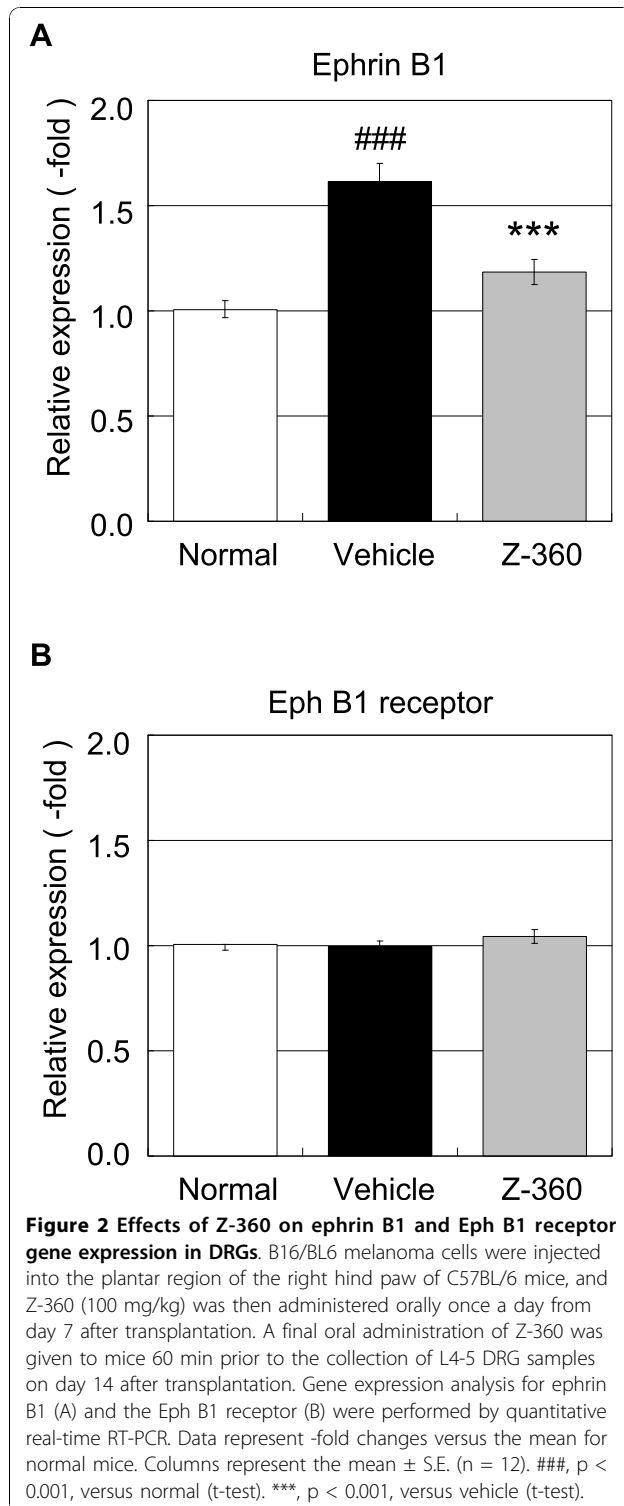 A
Ephrin B1
Relative expression ( -fold )
2.0
###
1.5
***
1.0
0.5
0.0
Normal Vehicle Z-360
B
Eph B1 receptor
Relative expression ( -fold )
2.0
1.5
1.0
0.5
0.0
Normal Vehicle Z-360
Figure 2 Effects of Z-360 on ephrin B1 and Eph B1 receptor
gene expression in DRGs. B16/BL6 melanoma cells were injected
into the plantar region of the right hind paw of C57BL/6 mice, and
Z-360 (100 mg/kg) was then administered orally once a day from
day 7 after transplantation. A final oral administration of Z-360 was
given to mice 60 min prior to the collection of L4-5 DRG samples
on day 14 after transplantation. Gene expression analysis for ephrin
B1 (A) and the Eph B1 receptor (B) were performed by quantitative
real-time RT-PCR. Data represent -fold changes versus the mean for
normal mice. Columns represent the mean ± S.E. (n = 12). ###, p <
0.001, versus normal (t-test). ***, p < 0.001, versus vehicle (t-test).